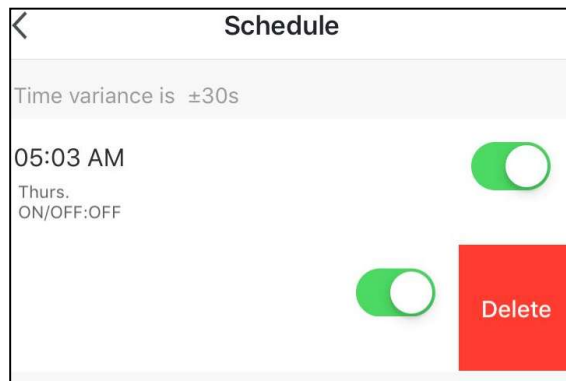 Schedule
Time variance is ±30s
05:03 AM
Thurs.
ON/OFF:OFF
Delete